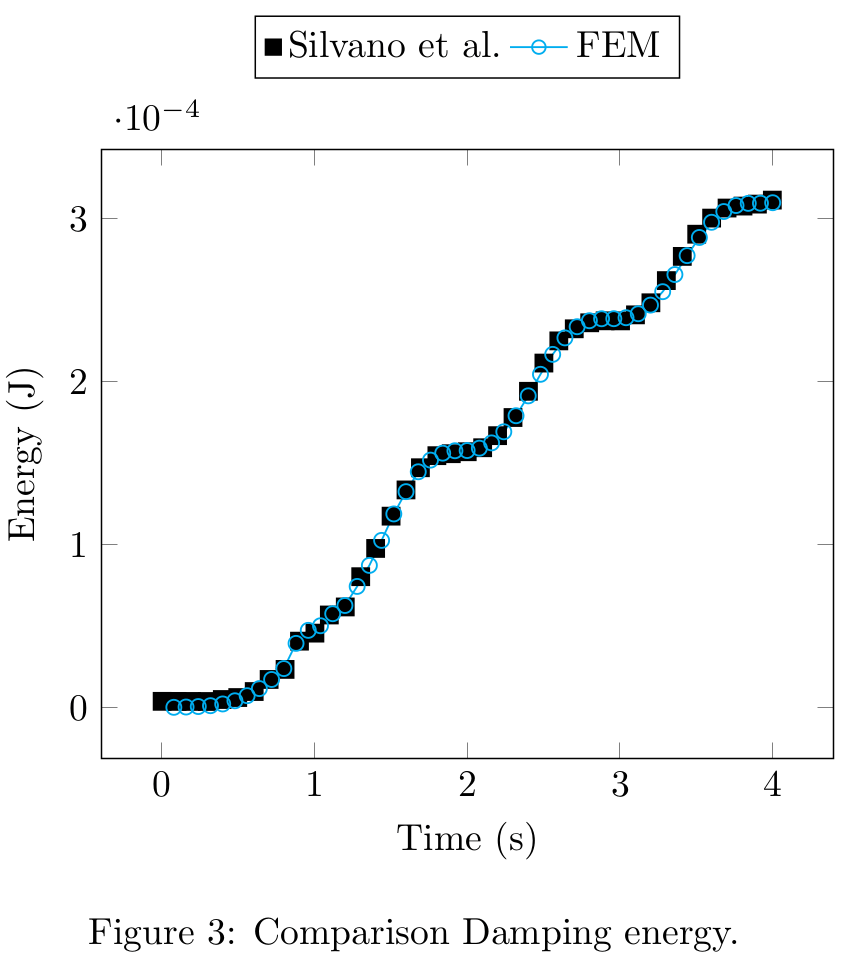 Silvano et al. FEM
·10⁻⁴
3
2
1
0
Energy (J)
0 1 2 3 4
Time (s)
Figure 3: Comparison Damping energy.